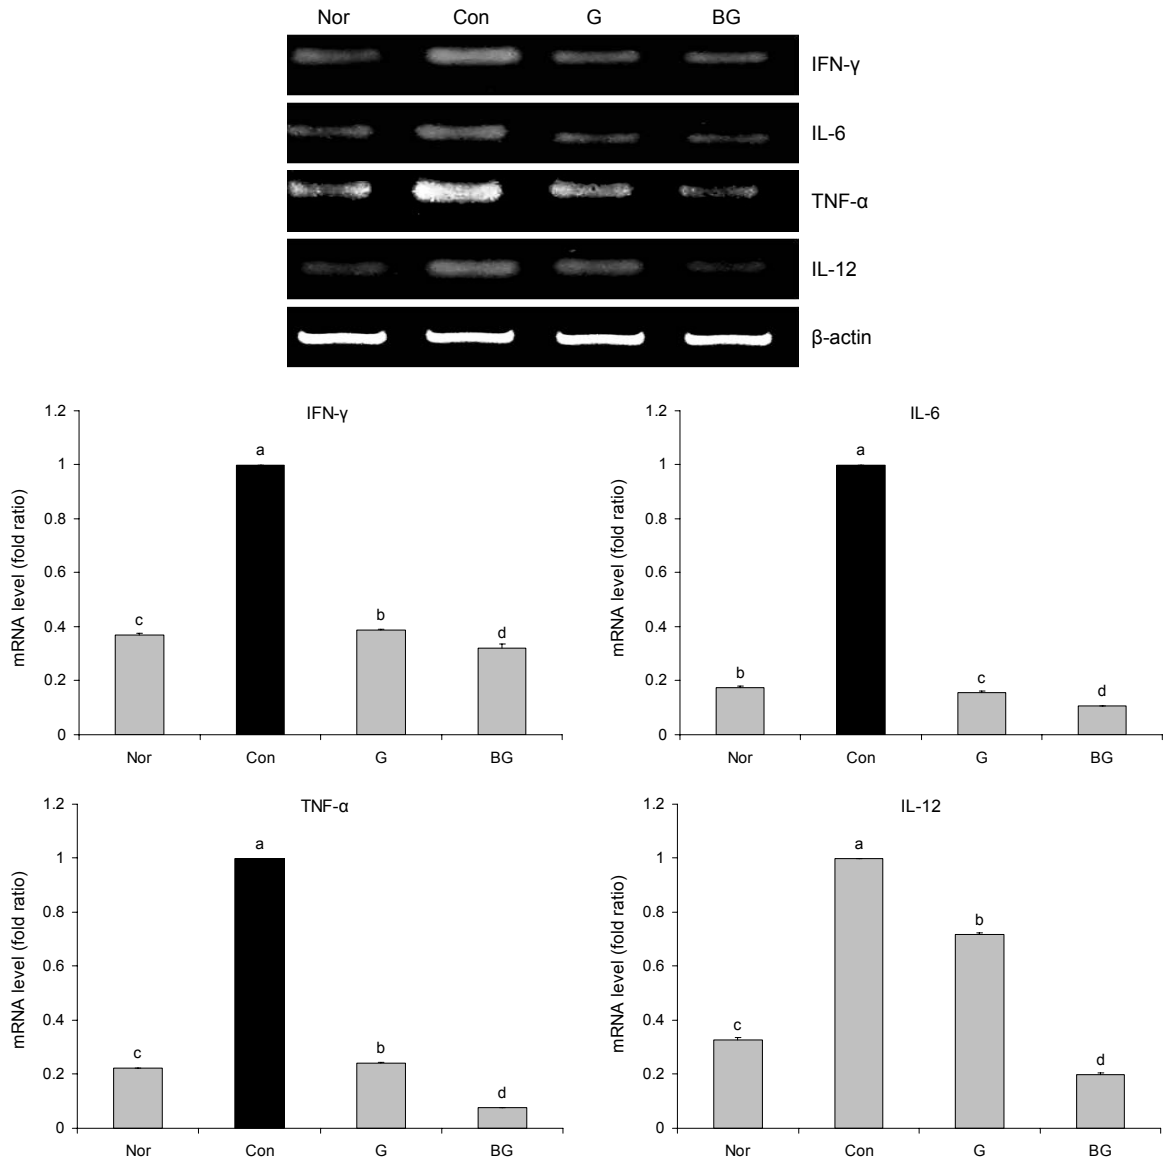 Nor Con G BG
IFN-γ
IL-6
TNF-α
IL-12
β-actin
IFN-γ
mRNA level (fold ratio)
1.2
1
0.8
0.6
0.4
0.2
0
c
a
b
d
Nor Con G BG
IL-6
mRNA level (fold ratio)
1.2
1
0.8
0.6
0.4
0.2
0
b
a
c
d
Nor Con G BG
TNF-α
mRNA level (fold ratio)
1.2
1
0.8
0.6
0.4
0.2
0
c
a
b
d
Nor Con G BG
IL-12
mRNA level (fold ratio)
1.2
1
0.8
0.6
0.4
0.2
0
c
a
b
d
Nor Con G BG